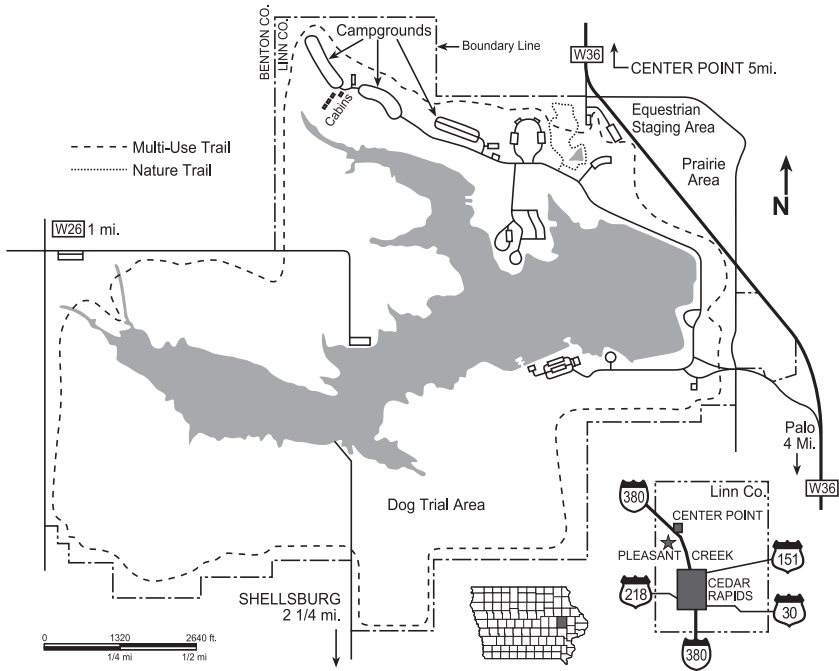 BENTON CO.
LINN CO.
Campgrounds
Boundary Line
W36
CENTER POINT 5mi.
Cabins
Equestrian
Staging Area
Prairie
Area
Multi-Use Trail
Nature Trail
N
W26 1 mi.
Palo
4 Mi.
W36
Dog Trial Area
SHELLSBURG
2 1/4 mi.
0 1320 2640 ft.
1/4 mi 1/2 mi
Linn Co.
380
CENTER POINT
PLEASANT CREEK
151
CEDAR
RAPIDS
218
30
380